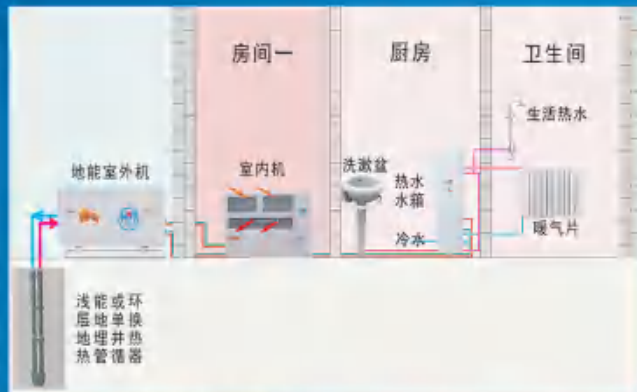 房间一
厨房
卫生间
生活热水
地能室外机
室内机
洗漱盆
热水
水箱
冷水
暖气片
浅能或环
层地单换
地埋井热
热管循器